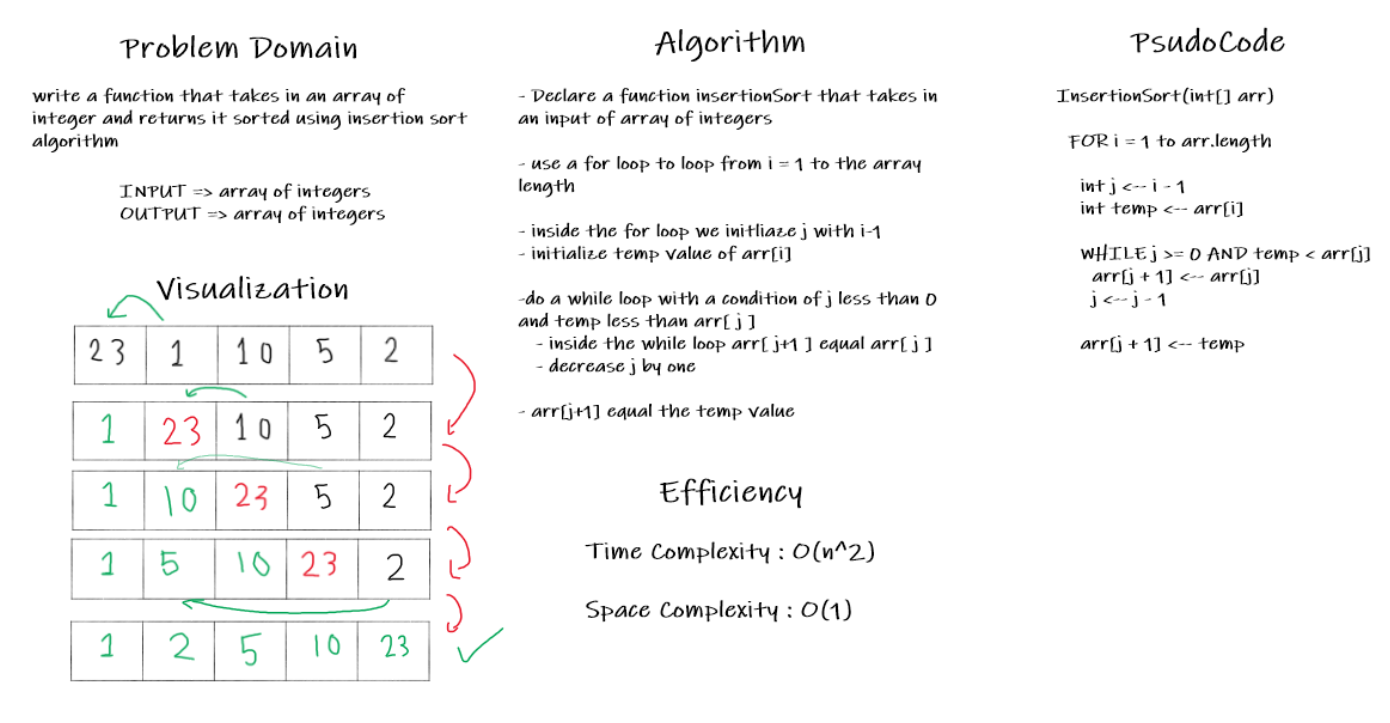 Problem Domain
write a function that takes in an array of
integer and returns it sorted using insertion sort
algorithm
INPUT => array of integers
OUTPUT => array of integers
Visualization
23 1 10 5 2
1 23 10 5 2
1 10 23 5 2
1 5 10 23 2
1 2 5 10 23
Algorithm
- Declare a function insertionSort that takes in
an input of array of integers
- use a for loop to loop from i = 1 to the array
length
- inside the for loop we initliaze j with i-1
- initialize temp value of arr[i]
-do a while loop with a condition of j less than 0
and temp less than arr[ j ]
- inside the while loop arr[ j+1 ] equal arr[ j ]
- decrease j by one
- arr[j+1] equal the temp value
Efficiency
Time Complexity : O(n^2)
Space Complexity : O(1)
PsudoCode
InsertionSort(int[] arr)
FOR i = 1 to arr.length
int j <-- i - 1
int temp <-- arr[i]
WHILE j >= 0 AND temp < arr[j]
arr[j + 1] <-- arr[j]
j <-- j - 1
arr[j + 1] <-- temp